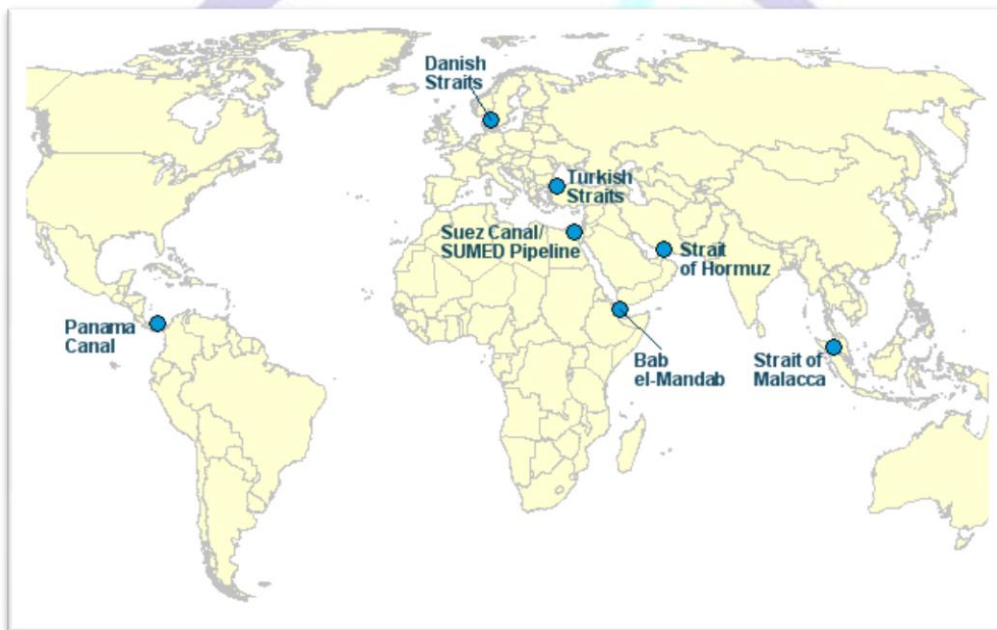 Danish
Straits
Turkish
Straits
Suez Canal/
SUMED Pipeline
Strait
of Hormuz
Panama
Canal
Bab
el-Mandab
Strait of
Malacca